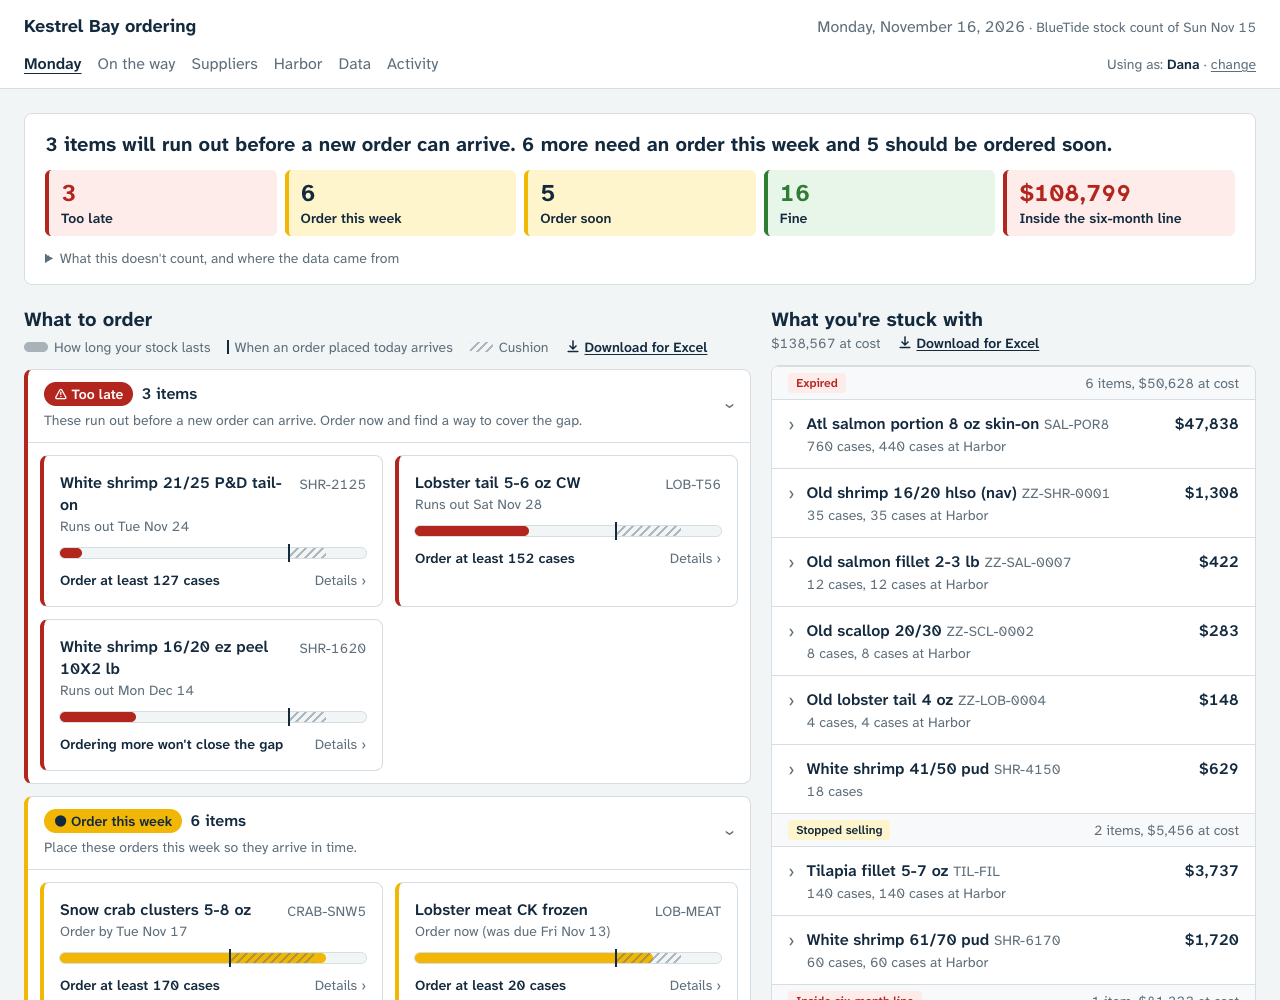 Kestrel Bay ordering
Monday, November 16, 2026 · BlueTide stock count of Sun Nov 15
Monday On the way Suppliers Harbor Data Activity
Using as: Dana · change
3 items will run out before a new order can arrive. 6 more need an order this week and 5 should be ordered soon.
3
Too late
6
Order this week
5
Order soon
16
Fine
$108,799
Inside the six-month line
What this doesn't count, and where the data came from
What to order
How long your stock lasts When an order placed today arrives Cushion Download for Excel
Too late 3 items
These run out before a new order can arrive. Order now and find a way to cover the gap.
White shrimp 21/25 P&D tail-
on
SHR-2125
Runs out Tue Nov 24
Order at least 127 cases Details ›
Lobster tail 5-6 oz CW LOB-T56
Runs out Sat Nov 28
Order at least 152 cases Details ›
White shrimp 16/20 ez peel
10X2 lb
SHR-1620
Runs out Mon Dec 14
Ordering more won't close the gap Details ›
Order this week 6 items
Place these orders this week so they arrive in time.
Snow crab clusters 5-8 oz CRAB-SNW5
Order by Tue Nov 17
Order at least 170 cases Details ›
Lobster meat CK frozen LOB-MEAT
Order now (was due Fri Nov 13)
Order at least 20 cases Details ›
What you're stuck with
$138,567 at cost Download for Excel
Expired 6 items, $50,628 at cost
Atl salmon portion 8 oz skin-on SAL-POR8 $47,838
760 cases, 440 cases at Harbor
Old shrimp 16/20 hlso (nav) ZZ-SHR-0001 $1,308
35 cases, 35 cases at Harbor
Old salmon fillet 2-3 lb ZZ-SAL-0007 $422
12 cases, 12 cases at Harbor
Old scallop 20/30 ZZ-SCL-0002 $283
8 cases, 8 cases at Harbor
Old lobster tail 4 oz ZZ-LOB-0004 $148
4 cases, 4 cases at Harbor
White shrimp 41/50 pud SHR-4150 $629
18 cases
Stopped selling 2 items, $5,456 at cost
Tilapia fillet 5-7 oz TIL-FIL $3,737
140 cases, 140 cases at Harbor
White shrimp 61/70 pud SHR-6170 $1,720
60 cases, 60 cases at Harbor